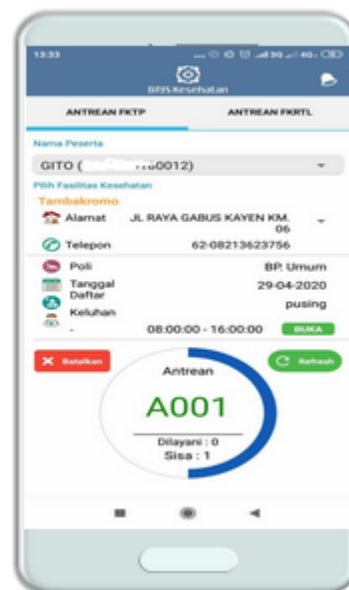 13:33
BPJS Kesehatan
ANTREAN FKTP ANTREAN FKRTL
Nama Peserta
GITO ( 0012)
Pilih Fasilitas Kesehatan
Tambakromo
Alamat JL. RAYA GABUS KAYEN KM. 06
Telepon 62-08213623756
Poli BP. Umum
Tanggal Daftar 29-04-2020
Keluhan pusing
- 08:00:00 - 16:00:00 BUKA
Batalkan Refresh
Antrean
A001
Dilayani : 0
Sisa : 1